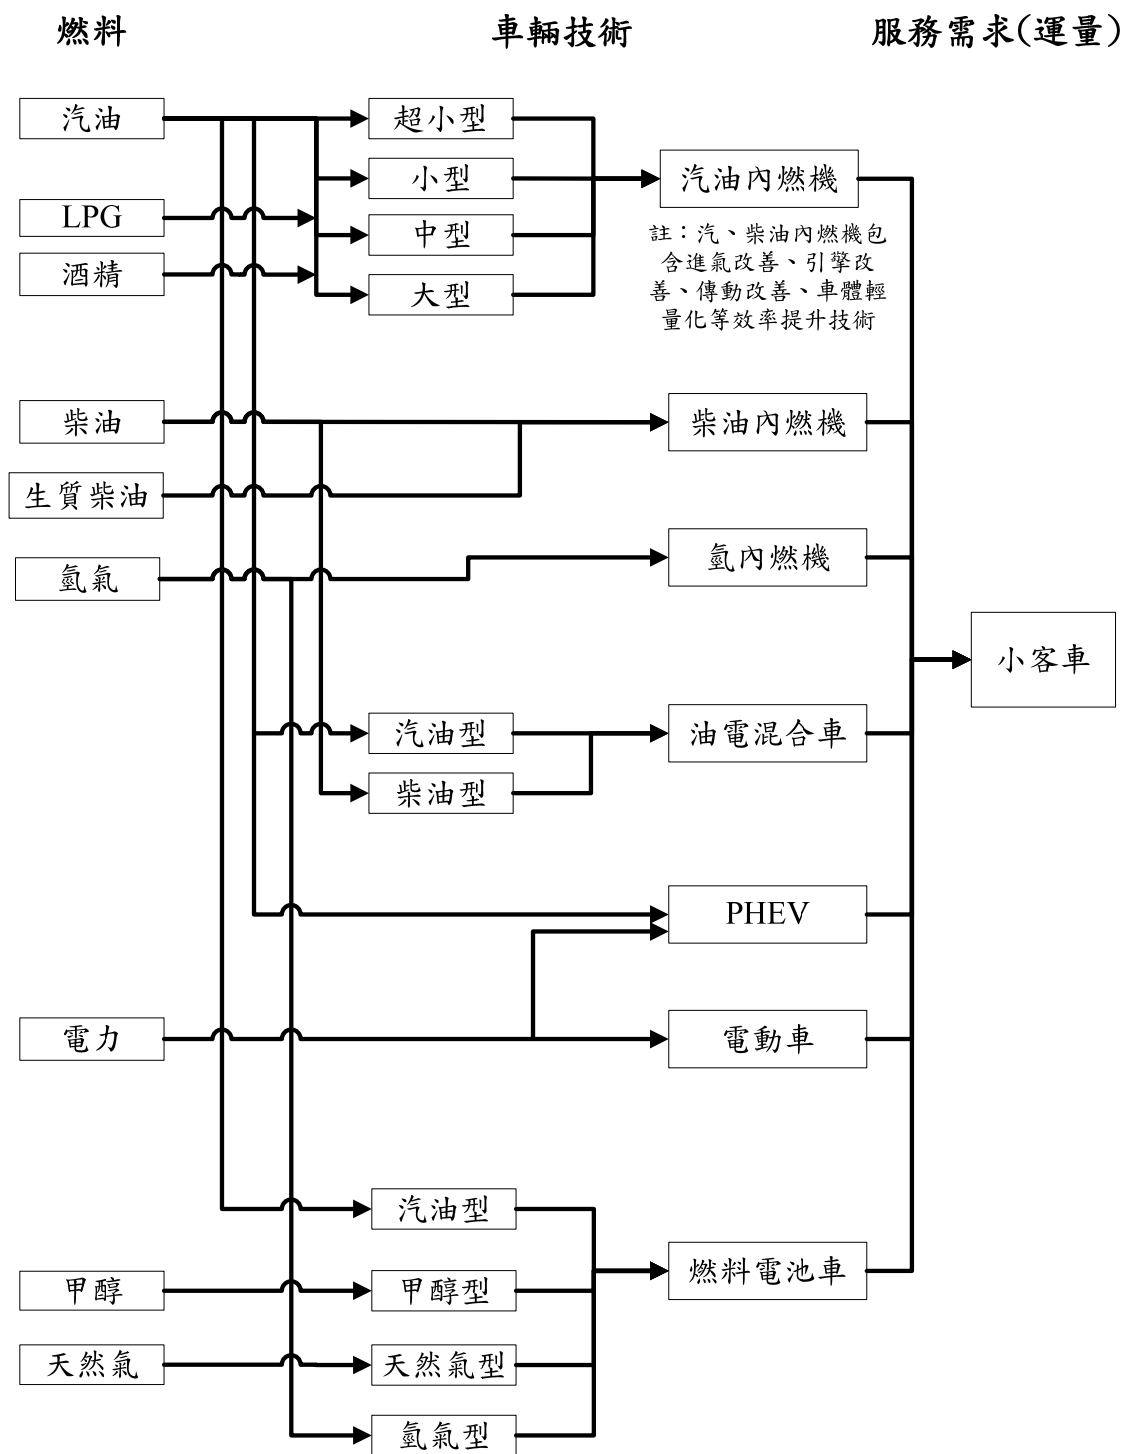 燃料
車輛技術
服務需求(運量)
汽油
LPG
酒精
柴油
生質柴油
氫氣
電力
甲醇
天然氣
超小型
小型
中型
大型
汽油型
柴油型
汽油型
甲醇型
天然氣型
氫氣型
汽油內燃機
註：汽、柴油內燃機包
含進氣改善、引擎改
善、傳動改善、車體輕
量化等效率提升技術
柴油內燃機
氫內燃機
油電混合車
PHEV
電動車
燃料電池車
小客車